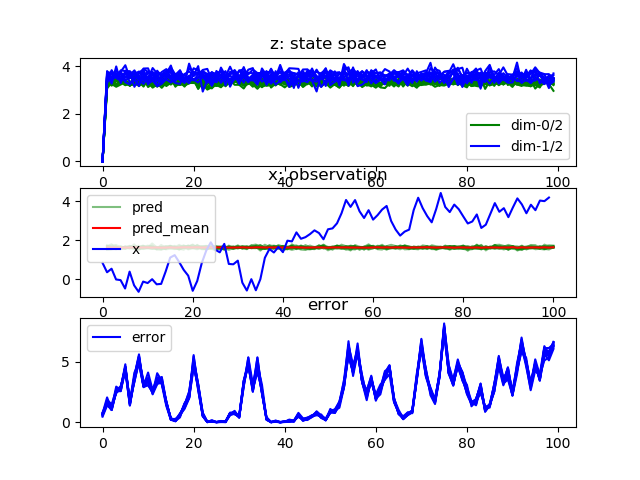 z: state space
4
2
0
dim-0/2
dim-1/2
0 20 40 60 80 100
x: observation
4
2
0
pred
pred_mean
x
0 20 40 60 80 100
error
5
0
error
0 20 40 60 80 100